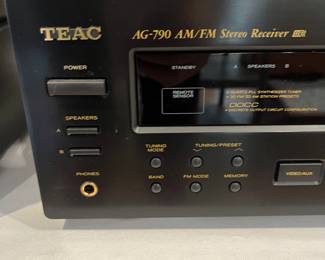 TEAC
AG-790 AM/FM Stereo Receiver
POWER
STANDBY
A SPEAKERS B
REMOTE
SENSOR
SPEAKERS
A
B
TUNING
MODE
TUNING/PRESET
PHONES
BAND
FM MODE
MEMORY
VIDEO/AUX